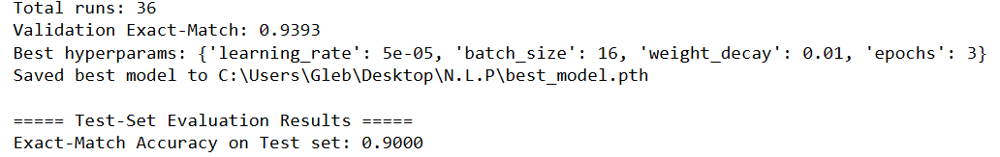 Total runs: 36
Validation Exact-Match: 0.9393
Best hyperparams: {'learning_rate': 5e-05, 'batch_size': 16, 'weight_decay': 0.01, 'epochs': 3}
Saved best model to C:\Users\Gleb\Desktop\N.L.P\best_model.pth
===== Test-Set Evaluation Results =====
Exact-Match Accuracy on Test set: 0.9000